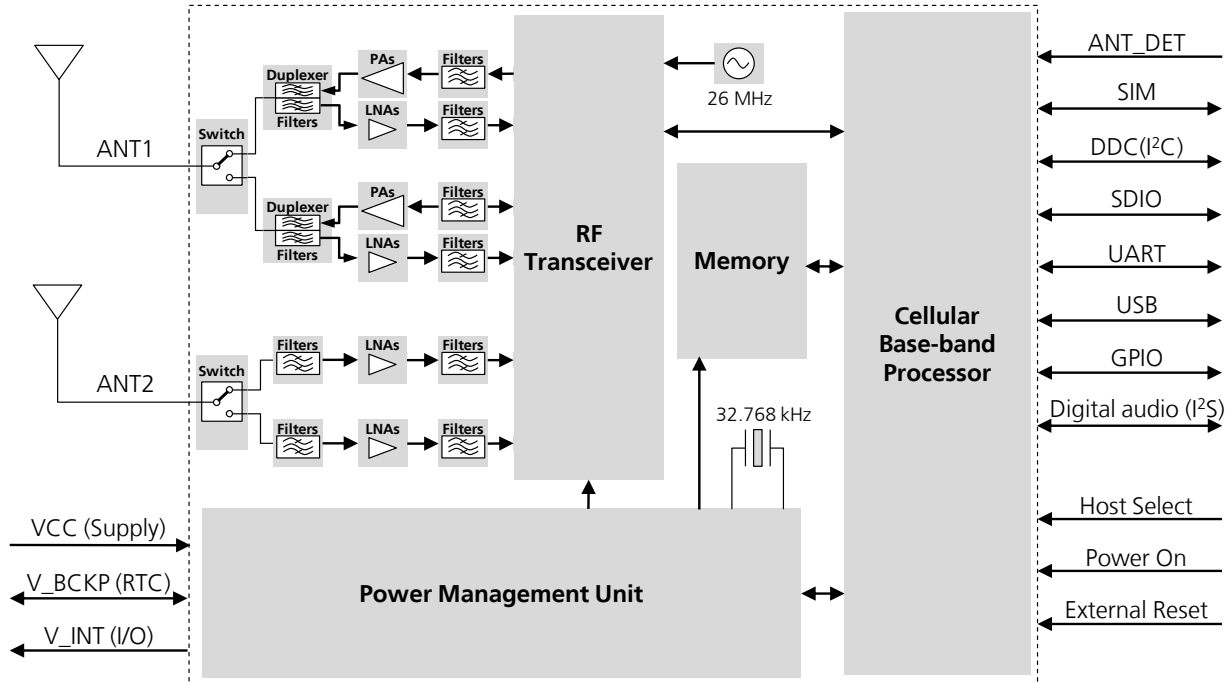 ANT1
Switch
Duplexer
Filters
PAs
Filters
LNAs
Filters
Duplexer
Filters
PAs
Filters
LNAs
Filters
ANT2
Switch
Filters
LNAs
Filters
Filters
LNAs
Filters
RF
Transceiver
26 MHz
Memory
32.768 kHz
Cellular
Base-band
Processor
Power Management Unit
VCC (Supply)
V_BCKP (RTC)
V_INT (I/O)
ANT_DET
SIM
DDC(I²C)
SDIO
UART
USB
GPIO
Digital audio (I²S)
Host Select
Power On
External Reset